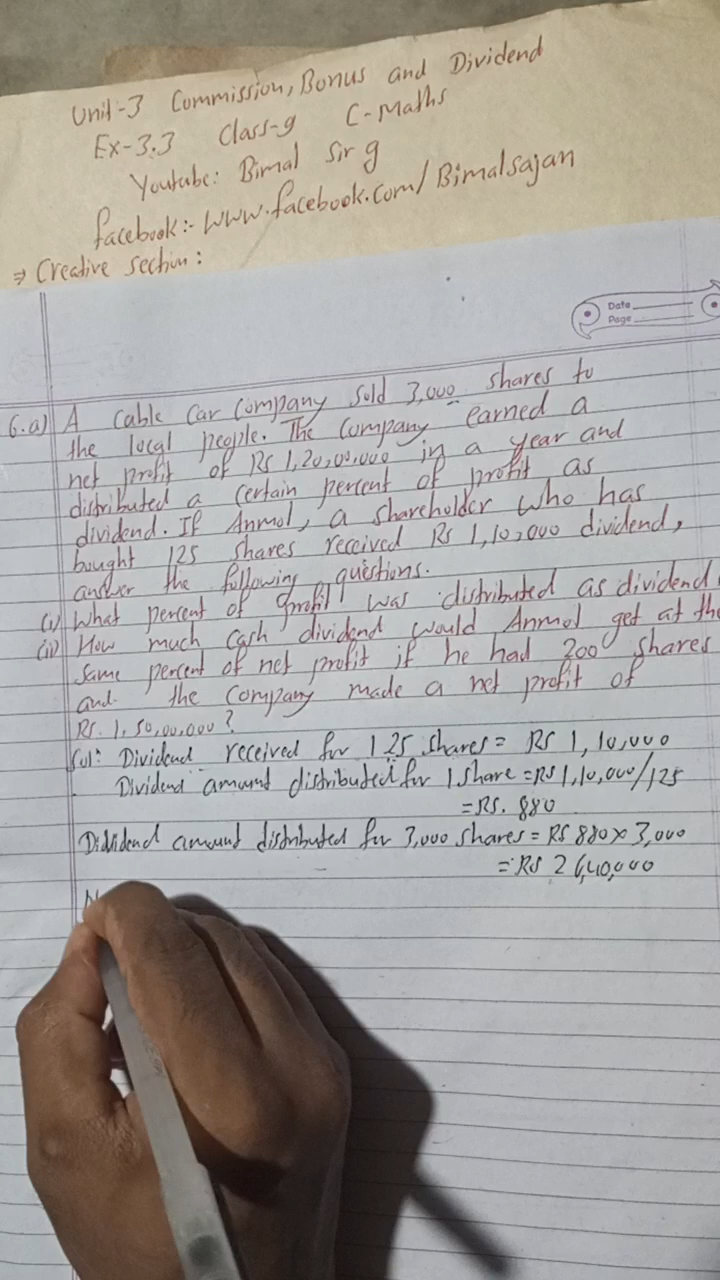 Unit-3 Commission, Bonus and Dividend
Ex-3.3 Class-9 C-Maths
Youtube: Bimal Sir g
facebook:- www.facebook.com/Bimalsajan
⇒ Creative section:
Date
Page
6.a) A Cable Car Company Sold 3,000 shares to
the local people. The Company earned a
net profit of Rs 1,20,00,000 in a year and
distributed a certain percent of profit as
dividend. If Anmol, a shareholder who has
bought 125 shares received Rs 1,10,000 dividend,
answer the following questions.
(i) What percent of profit was distributed as dividend
(ii) How much cash dividend would Anmol get at the
same percent of net profit if he had 200 shares
and the company made a net profit of
Rs. 1,50,00,000?
Sol: Dividend received for 125 shares = Rs 1,10,000
Dividend amount distributed for 1 share = Rs 1,10,000/125
= Rs. 880
Dividend amount distributed for 3,000 shares = Rs 880 × 3,000
= Rs 26,40,000